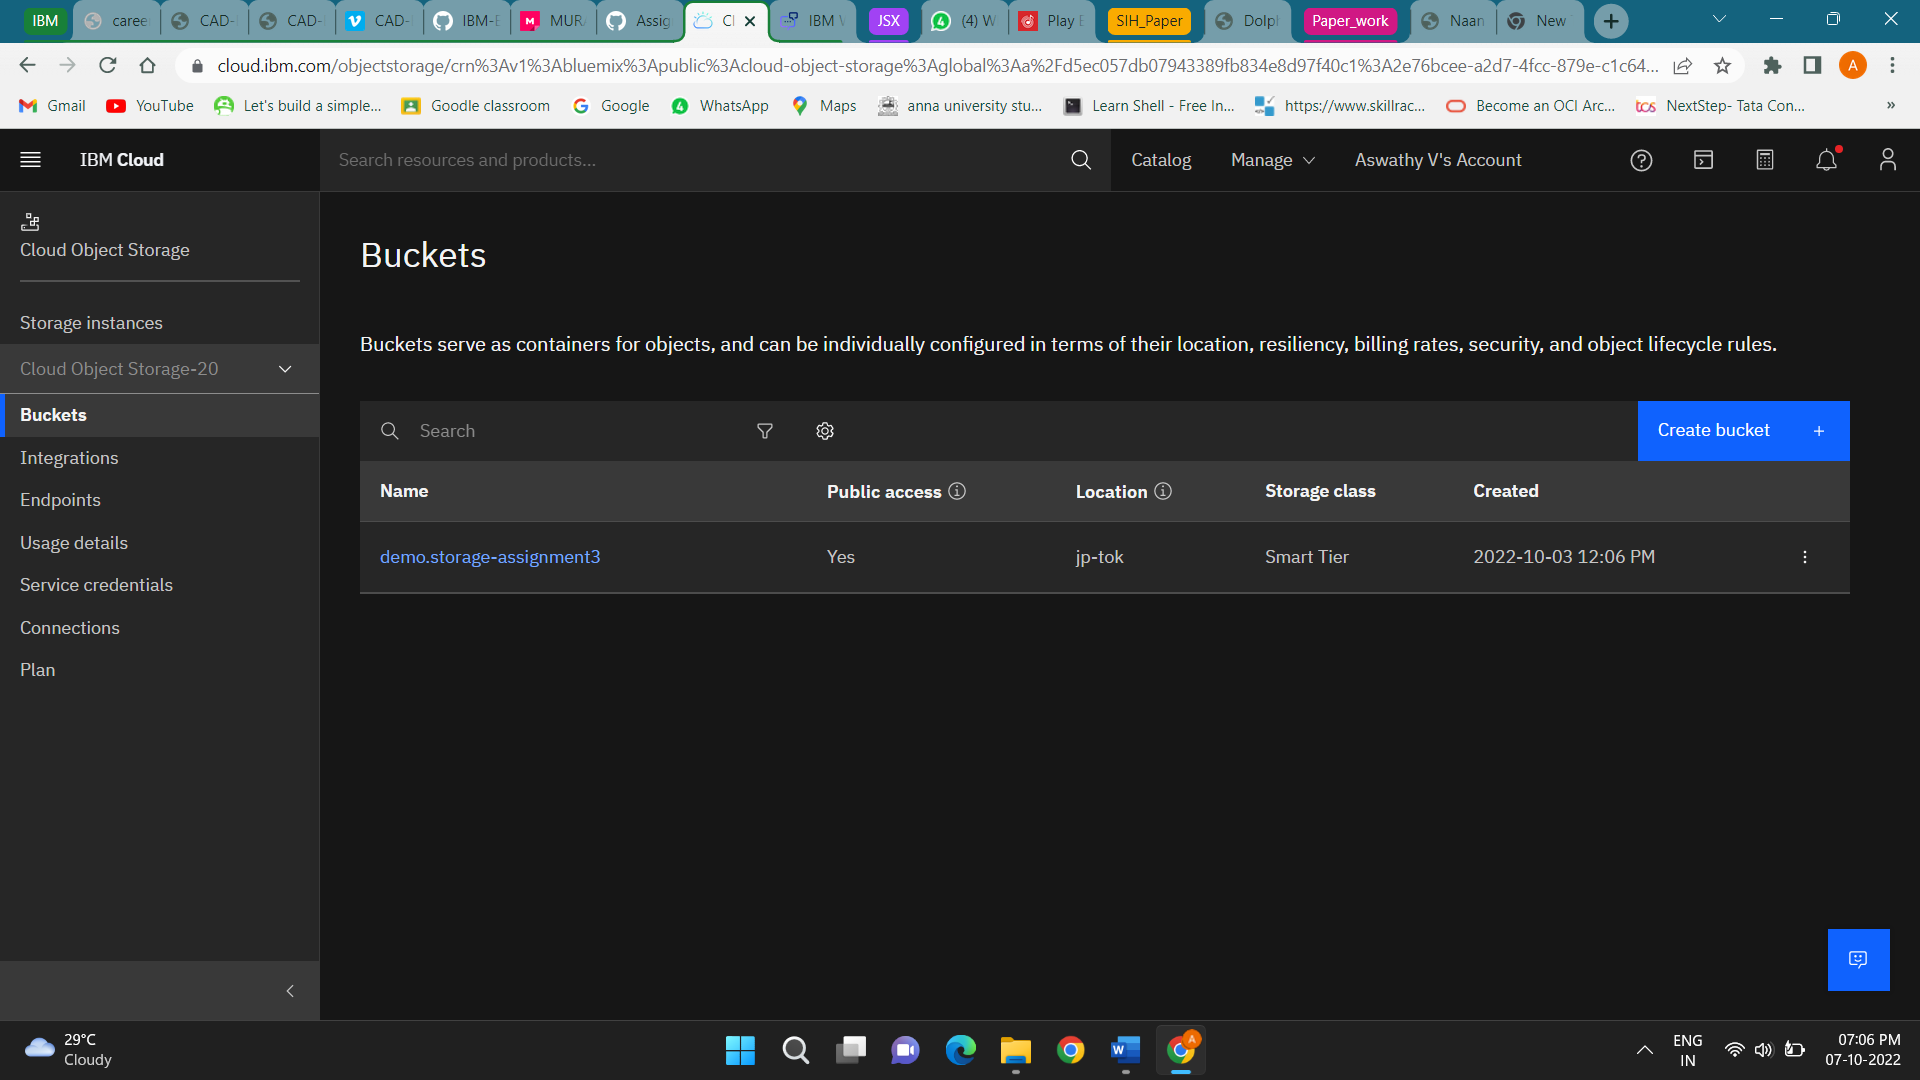 IBM
caree
CAD-
CAD-
CAD-
IBM-E
MUR
Assig
Cl
IBM W
JSX
(4) W
Play E
SIH_Paper
Dolph
Paper_work
Naan
New
cloud.ibm.com/objectstorage/crn%3Av1%3Abluemix%3Apublic%3Acloud-object-storage%3Aglobal%3Aa%2Fd5ec057db07943389fb834e8d97f40c1%3A2e76bcee-a2d7-4fcc-879e-c1c64...
A
Gmail
YouTube
Let's build a simple...
Goodle classroom
Google
WhatsApp
Maps
anna university stu...
Learn Shell - Free In...
https://www.skillrac...
Become an OCI Arc...
tcs NextStep- Tata Con...
»
IBM Cloud
Search resources and products...
Catalog
Manage
Aswathy V's Account
Cloud Object Storage
Storage instances
Cloud Object Storage-20
Buckets
Integrations
Endpoints
Usage details
Service credentials
Connections
Plan
Buckets
Buckets serve as containers for objects, and can be individually configured in terms of their location, resiliency, billing rates, security, and object lifecycle rules.
Search
Create bucket +
Name Public access Location Storage class Created
demo.storage-assignment3 Yes jp-tok Smart Tier 2022-10-03 12:06 PM
29°C
Cloudy
W
A
ENG
IN
07:06 PM
07-10-2022